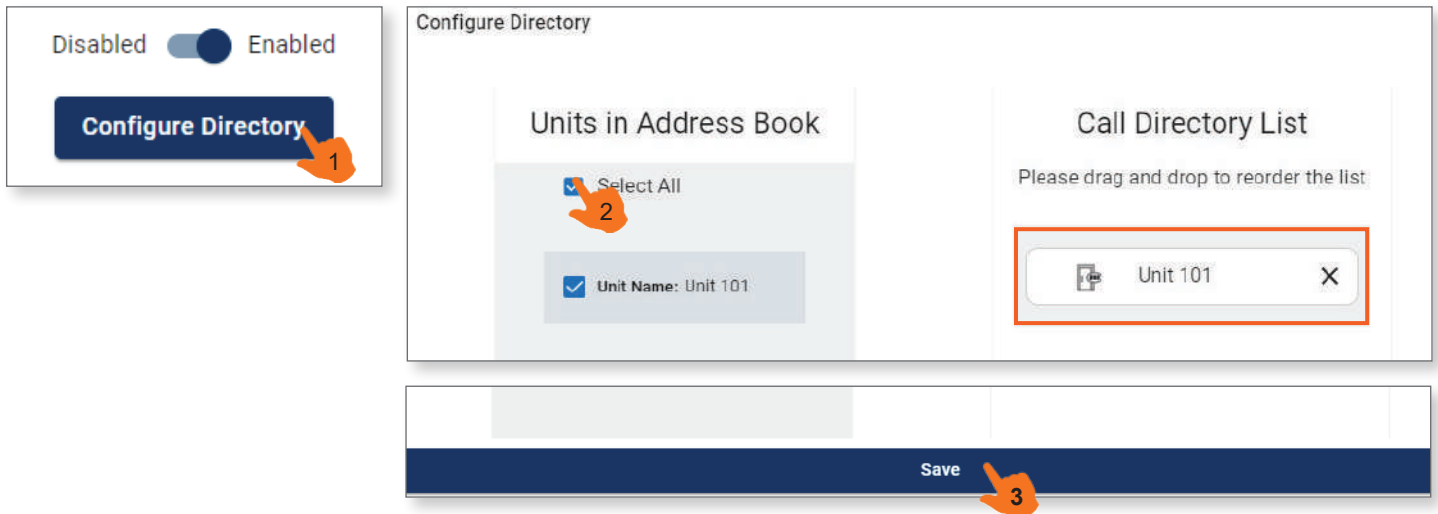 Disabled Enabled
Configure Directory
1
Configure Directory
Units in Address Book
Select All
2
Unit Name: Unit 101
Call Directory List
Please drag and drop to reorder the list
Unit 101 X
Save
3